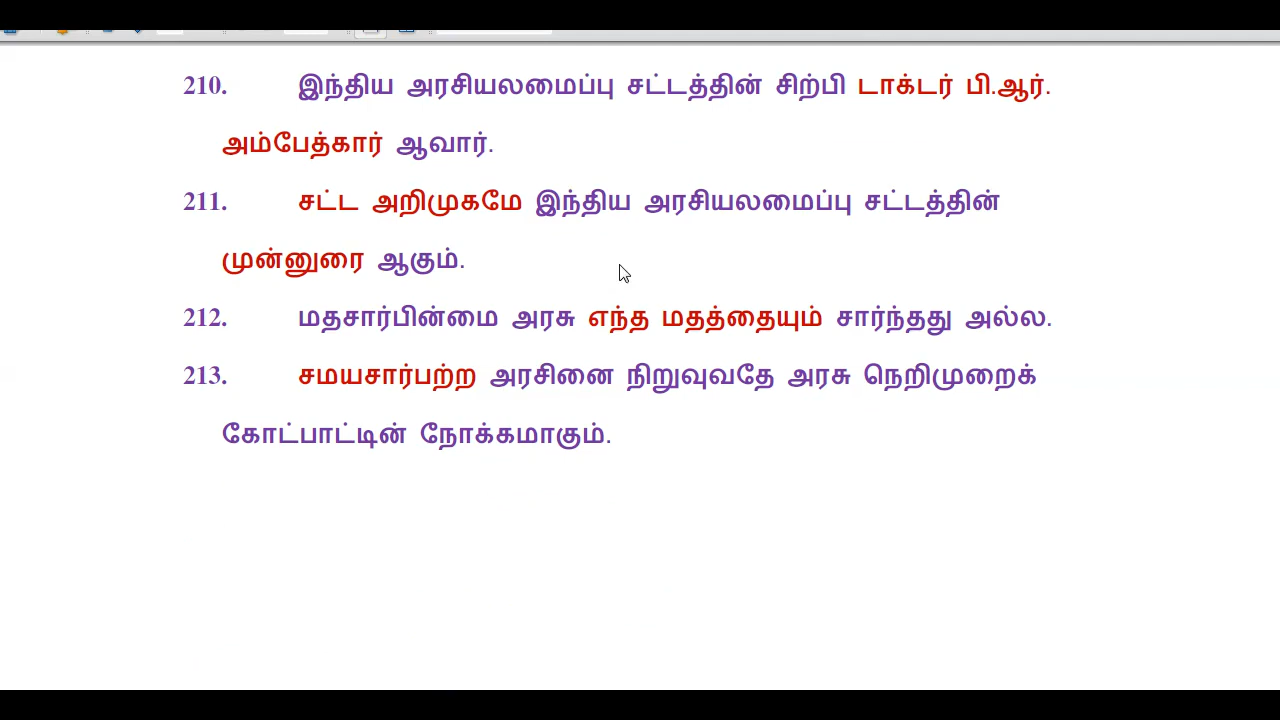 210. இந்திய அரசியலமைப்பு சட்டத்தின் சிற்பி டாக்டர் பி.ஆர்.
அம்பேத்கார் ஆவார்.
211. சட்ட அறிமுகமே இந்திய அரசியலமைப்பு சட்டத்தின்
முன்னுரை ஆகும்.
212. மதசார்பின்மை அரசு எந்த மதத்தையும் சார்ந்தது அல்ல.
213. சமயசார்பற்ற அரசினை நிறுவுவதே அரசு நெறிமுறைக்
கோட்பாட்டின் நோக்கமாகும்.